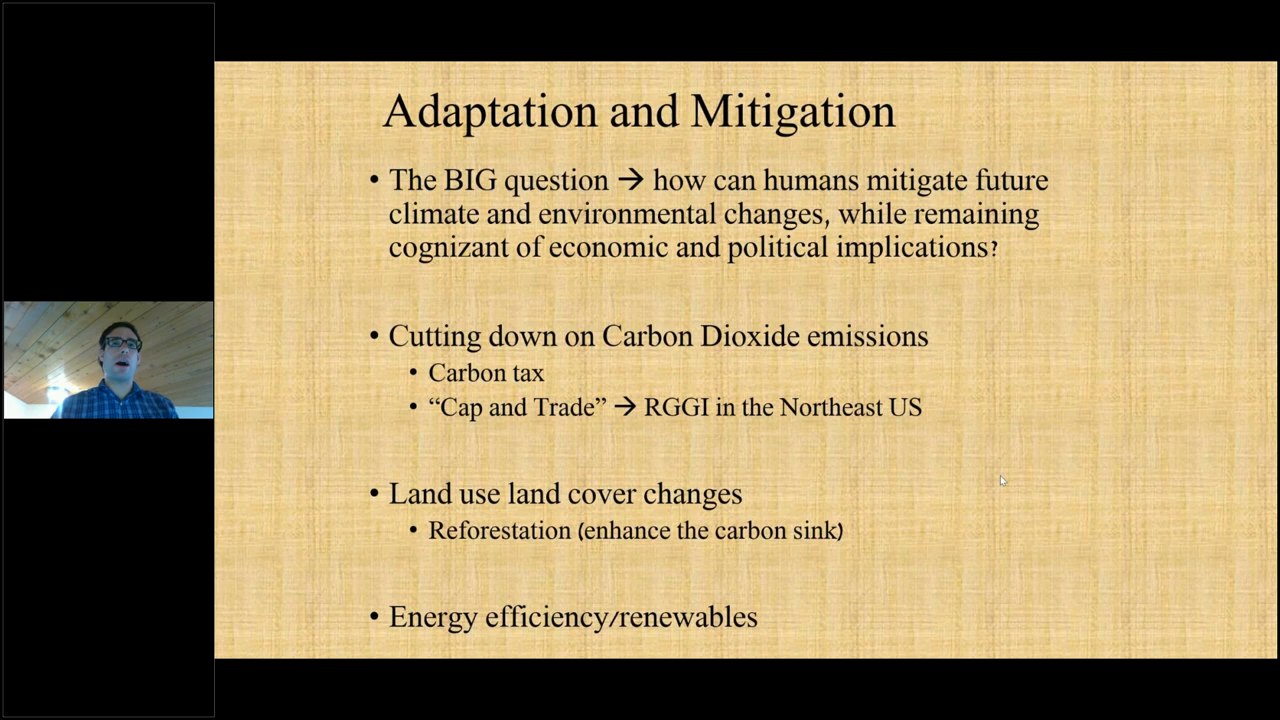 Adaptation and Mitigation
• The BIG question → how can humans mitigate future
climate and environmental changes, while remaining
cognizant of economic and political implications?
• Cutting down on Carbon Dioxide emissions
• Carbon tax
• “Cap and Trade” → RGGI in the Northeast US
• Land use land cover changes
• Reforestation (enhance the carbon sink)
• Energy efficiency/renewables